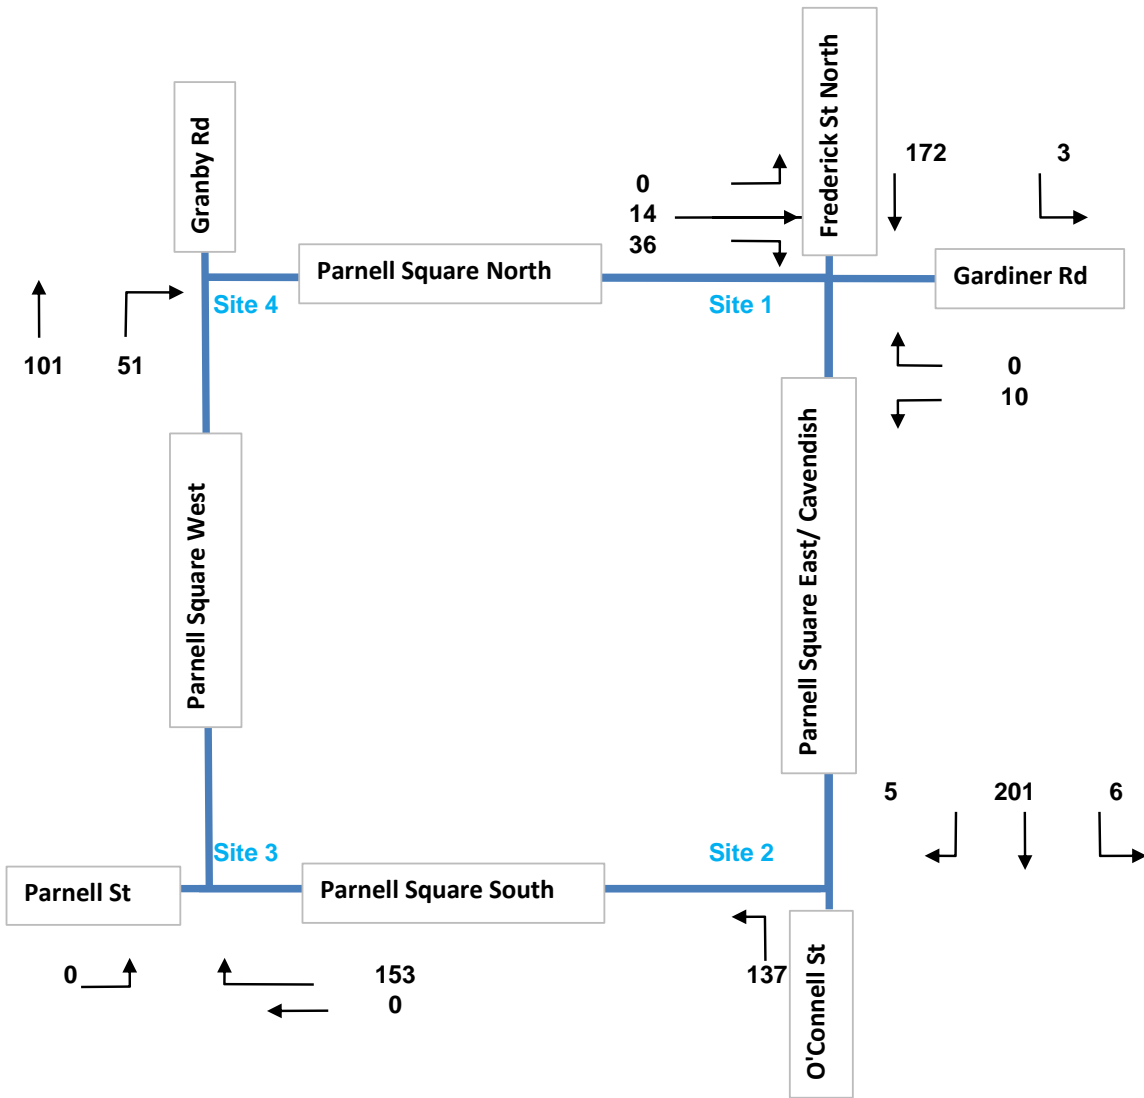 Frederick St North
Granby Rd
172
3
0
14
36
Parnell Square North
Gardiner Rd
Site 4
Site 1
101
51
0
10
Parnell Square West
Parnell Square East/ Cavendish
5
201
6
Site 3
Site 2
Parnell St
Parnell Square South
0
153
0
137
O'Connell St